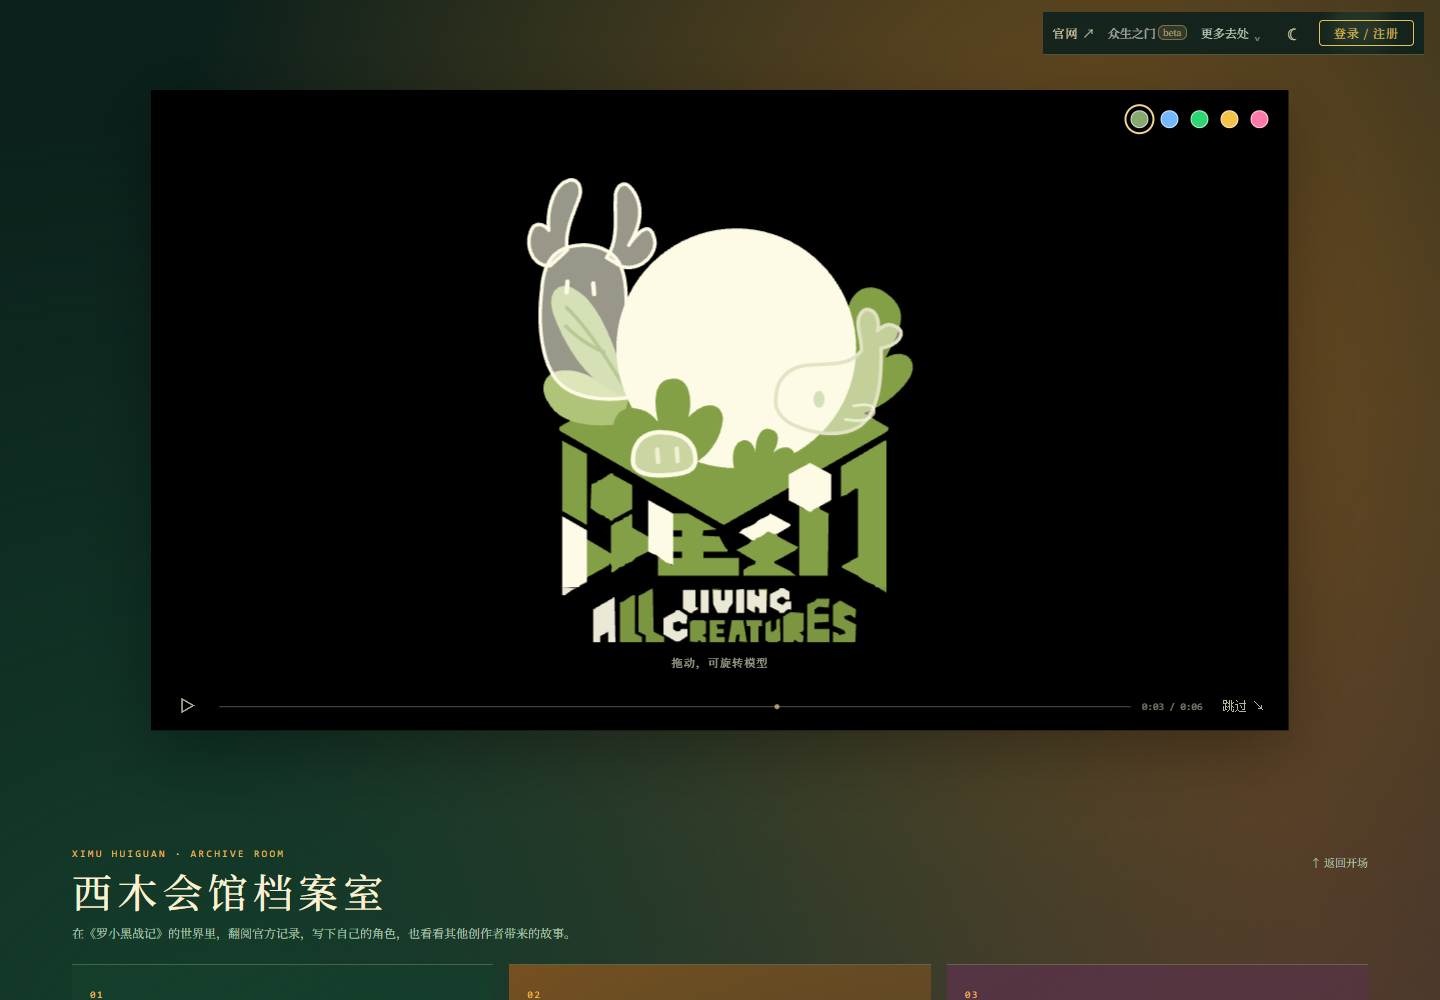 官网 ↗ 众生之门 beta 更多去处 ⌄ ☾ 登录 / 注册
ALL LIVING CREATURES
拖动，可旋转模型
0:03 / 0:06 跳过 ↘
XIMU HUIGUAN · ARCHIVE ROOM
↑ 返回开场
西木会馆档案室
在《罗小黑战记》的世界里，翻阅官方记录，写下自己的角色，也看看其他创作者带来的故事。
01 02 03